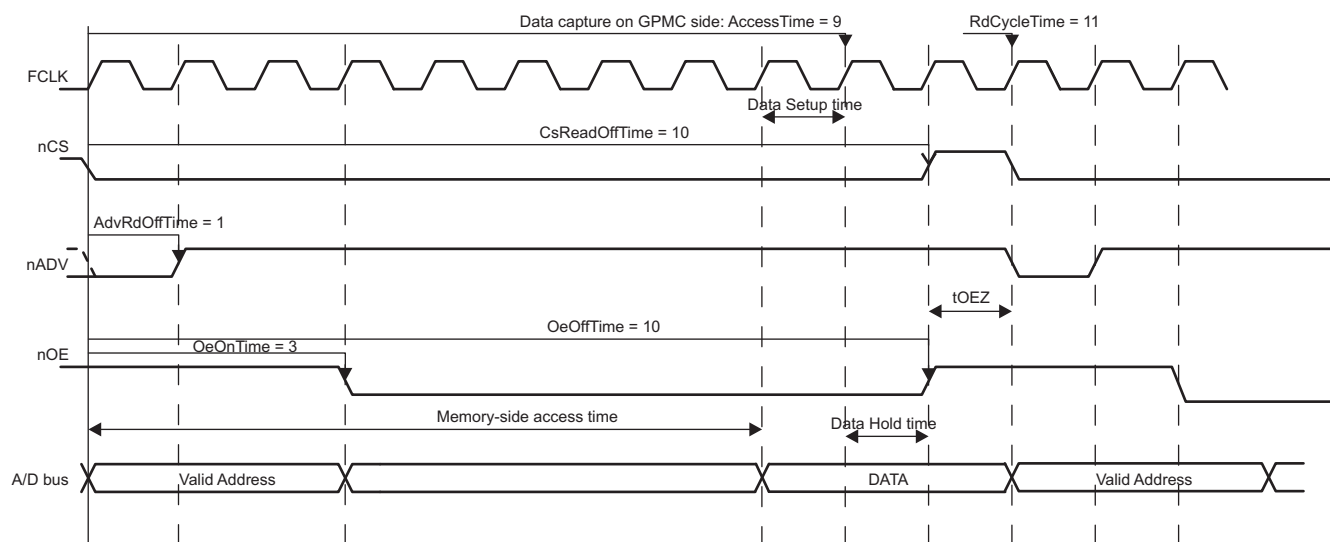 Data capture on GPMC side: AccessTime = 9
RdCycleTime = 11
FCLK
Data Setup time
CsReadOffTime = 10
nCS
AdvRdOffTime = 1
nADV
tOEZ
OeOffTime = 10
OeOnTime = 3
nOE
Memory-side access time
Data Hold time
A/D bus
Valid Address
DATA
Valid Address